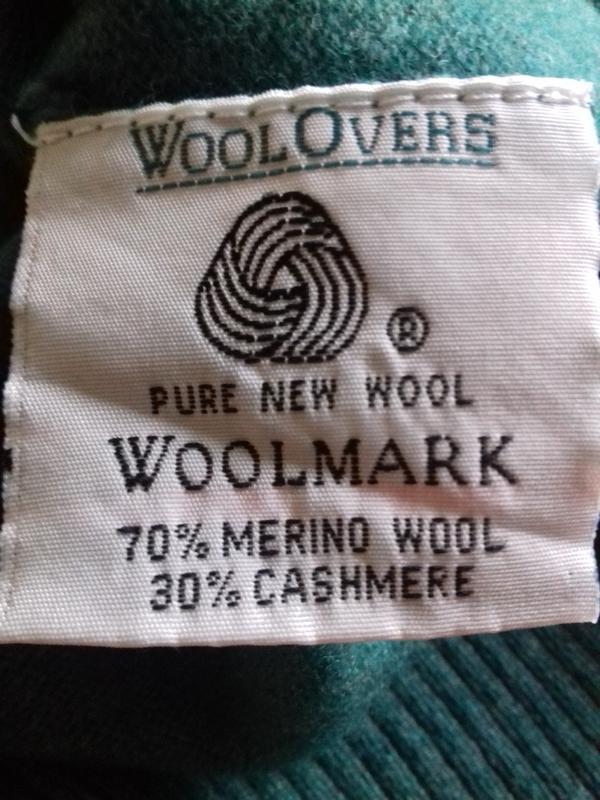 WOOLOVERS
®
PURE NEW WOOL
WOOLMARK
70% MERINO WOOL
30% CASHMERE